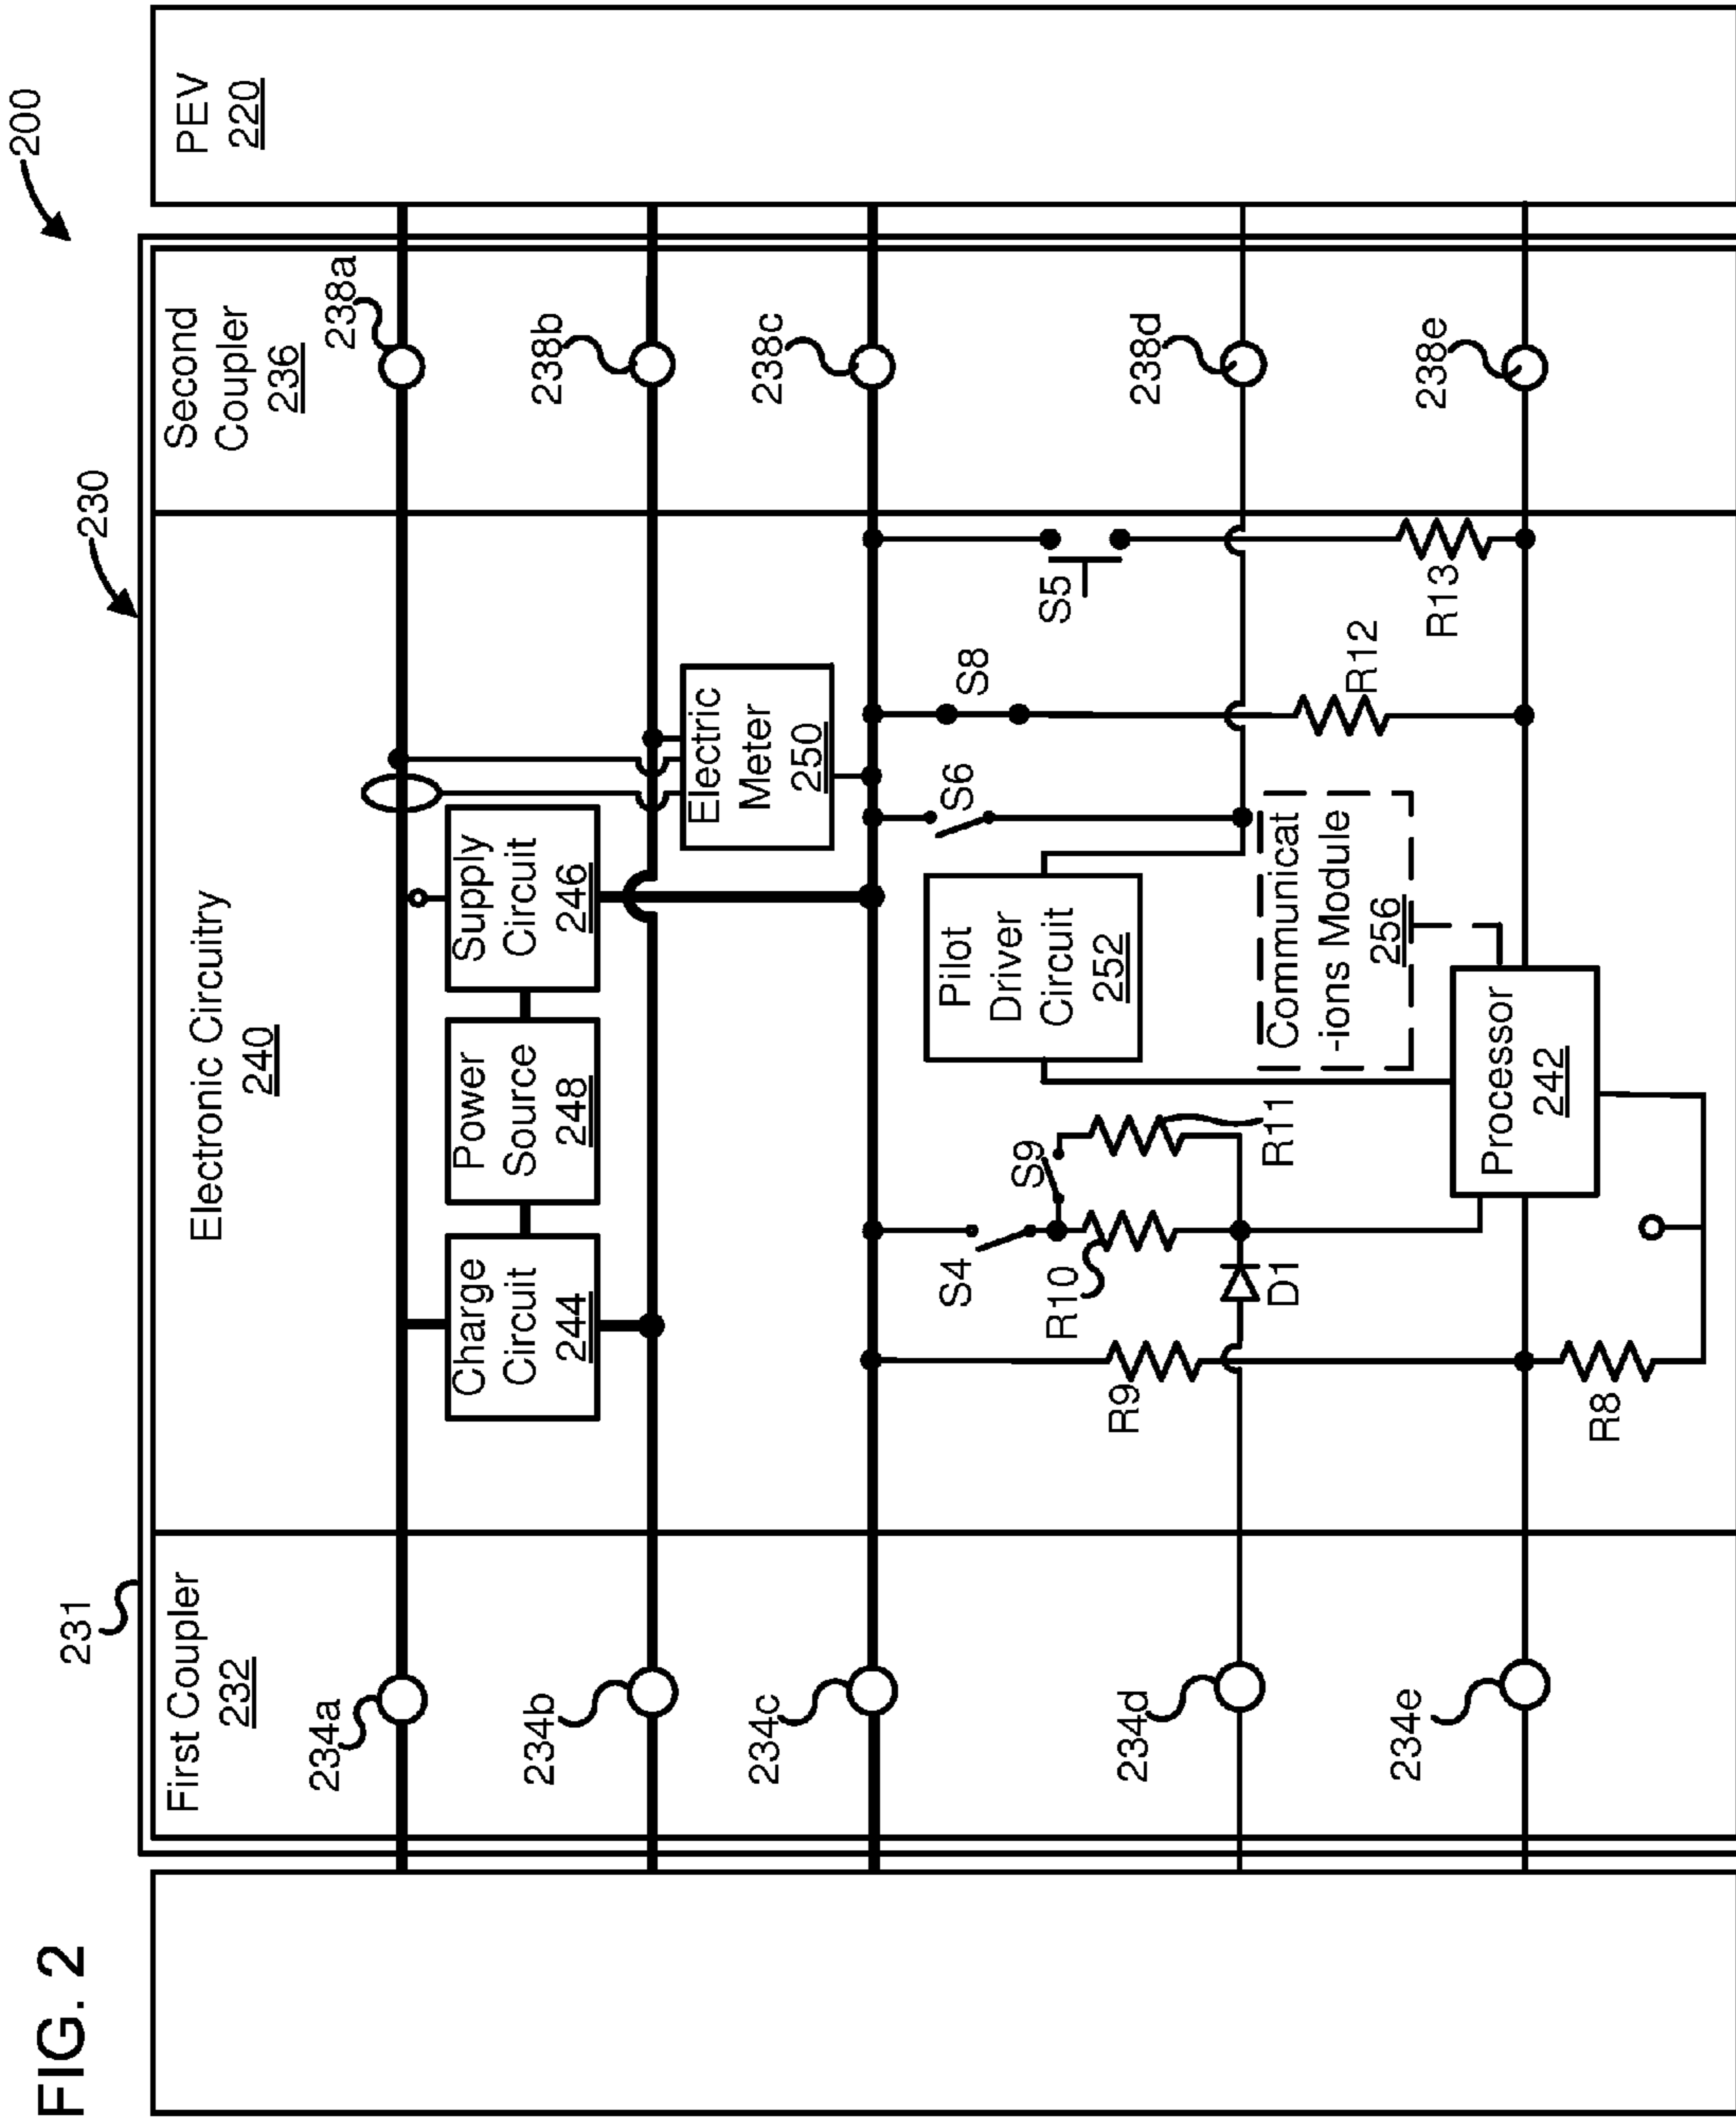 FIG. 2
200
230
231
First Coupler
232
Electronic Circuitry
240
Second
Coupler
236
PEV
220
234a
238a
Charge
Circuit
244
Power
Source
248
Supply
Circuit
246
234b
238b
Electric
Meter
250
234c
238c
S4
S9
S6
S8
S5
Pilot
Driver
Circuit
252
R10
R9
R11
234d
238d
D1
Communicat
-ions Module
256
R12
R13
234e
238e
Processor
242
R8